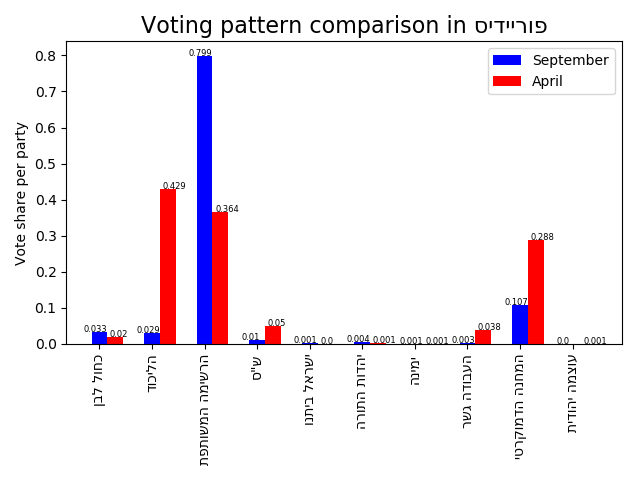 Voting pattern comparison in פוריידיס
September
April
Vote share per party
0.8
0.7
0.6
0.5
0.4
0.3
0.2
0.1
0.0
0.033
0.02
0.029
0.429
0.799
0.364
0.01
0.05
0.001
0.0
0.004
0.001
0.001
0.001
0.003
0.038
0.107
0.288
0.0
0.001
כחול לבן
הליכוד
הרשימה המשותפת
ש"ס
ישראל ביתנו
יהדות התורה
ימינה
העבודה גשר
המחנה הדמוקרטי
עוצמה יהודית